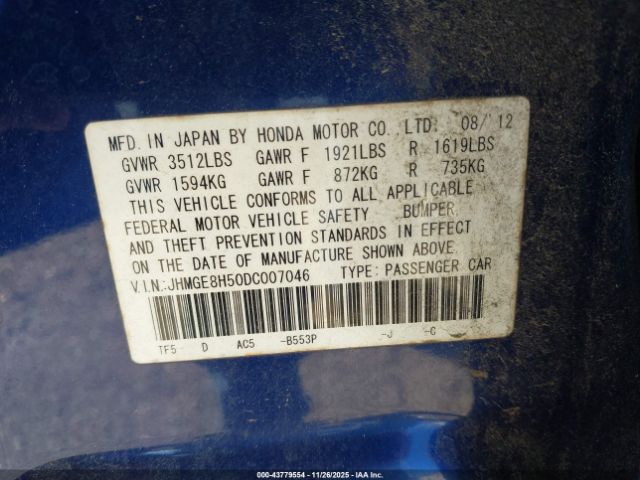 MFD. IN JAPAN BY HONDA MOTOR CO. LTD. 08/'12
GVWR 3512LBS GAWR F 1921LBS R 1619LBS
GVWR 1594KG GAWR F 872KG R 735KG
THIS VEHICLE CONFORMS TO ALL APPLICABLE
FEDERAL MOTOR VEHICLE SAFETY BUMPER,
AND THEFT PREVENTION STANDARDS IN EFFECT
ON THE DATE OF MANUFACTURE SHOWN ABOVE.
V.I.N.:JHMGE8H50DC007046 TYPE: PASSENGER CAR
TF5 D AC5 -B553P -J -C
000-43779554 | 11/26/2025 | IAA Inc.